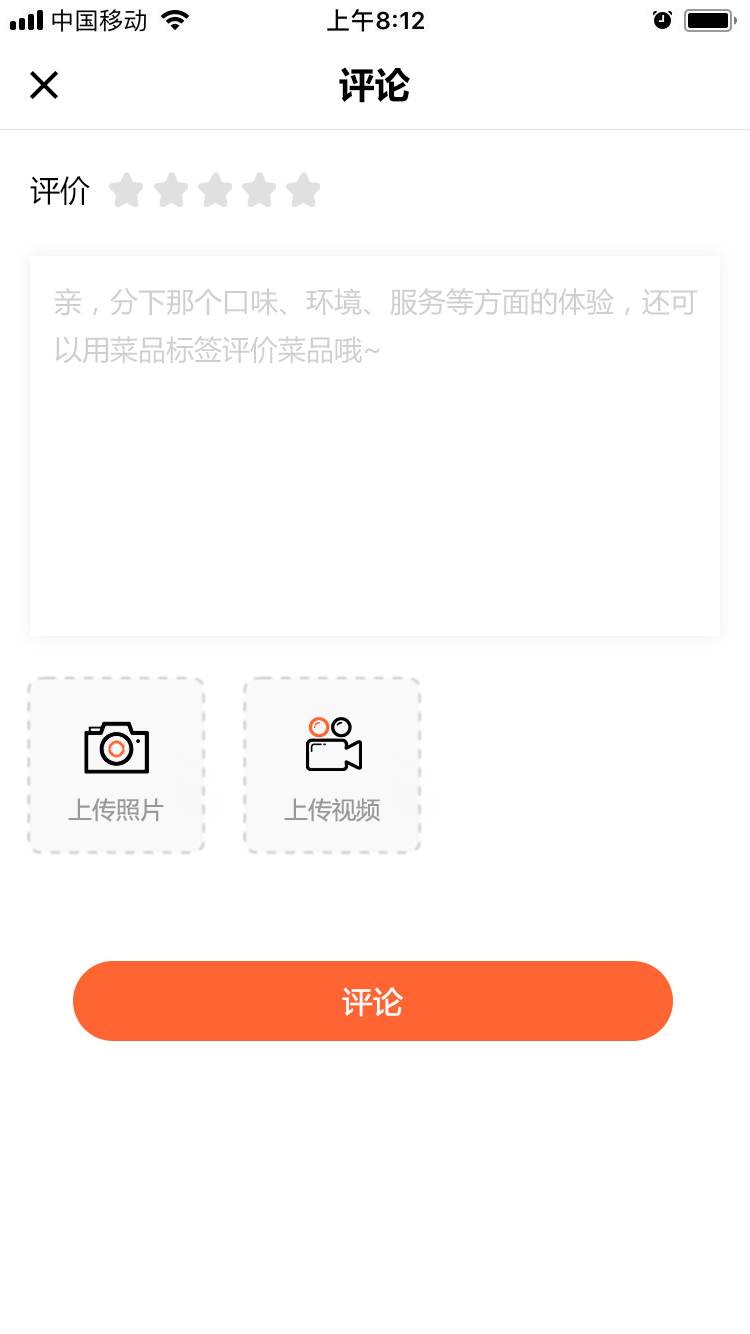 中国移动 上午8:12
评论
评价
亲，分下那个口味、环境、服务等方面的体验，还可
以用菜品标签评价菜品哦~
上传照片 上传视频
评论